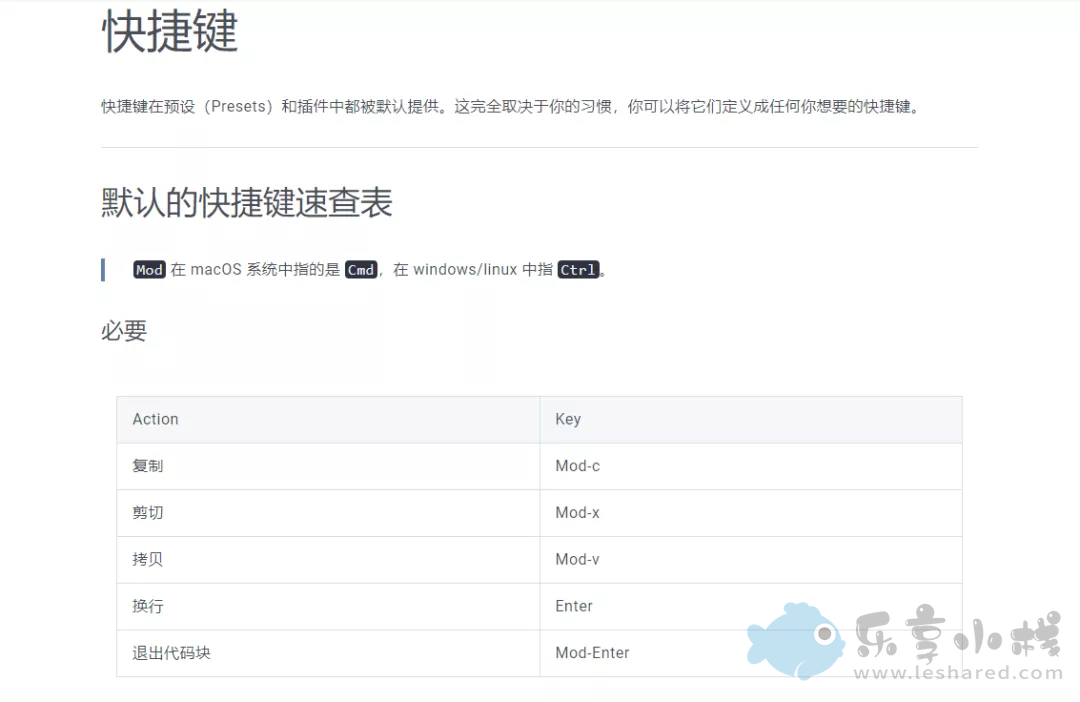 快捷键
快捷键在预设（Presets）和插件中都被默认提供。这完全取决于你的习惯，你可以将它们定义成任何你想要的快捷键。
默认的快捷键速查表
Mod 在 macOS 系统中指的是 Cmd，在 windows/linux 中指 Ctrl。
必要
Action Key
复制 Mod-c
剪切 Mod-x
拷贝 Mod-v
换行 Enter
退出代码块 Mod-Enter
乐享小栈
www.leshared.com